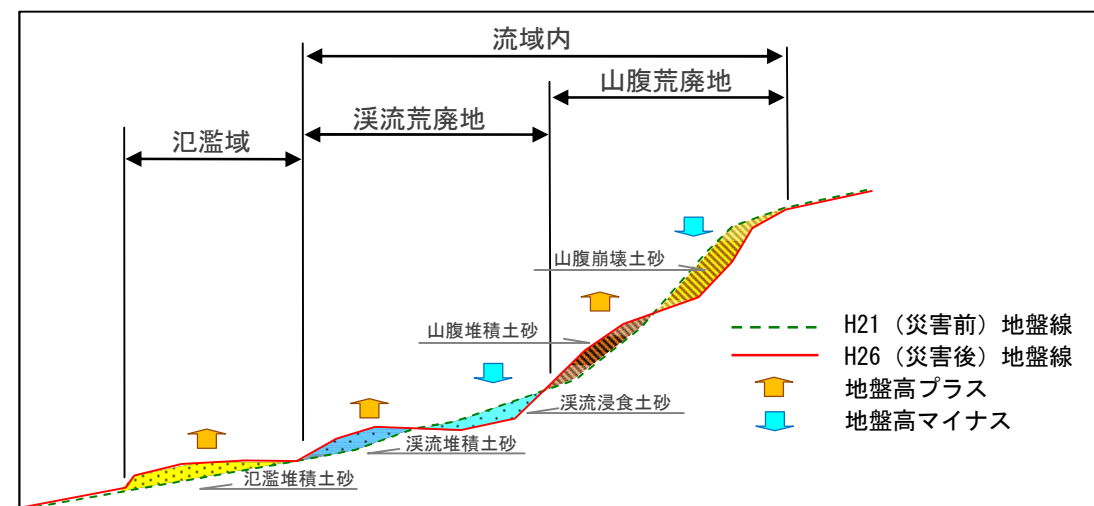 流域内
山腹荒廃地
渓流荒廃地
氾濫域
山腹崩壊土砂
山腹堆積土砂
渓流浸食土砂
渓流堆積土砂
氾濫堆積土砂
H21（災害前）地盤線
H26（災害後）地盤線
地盤高プラス
地盤高マイナス